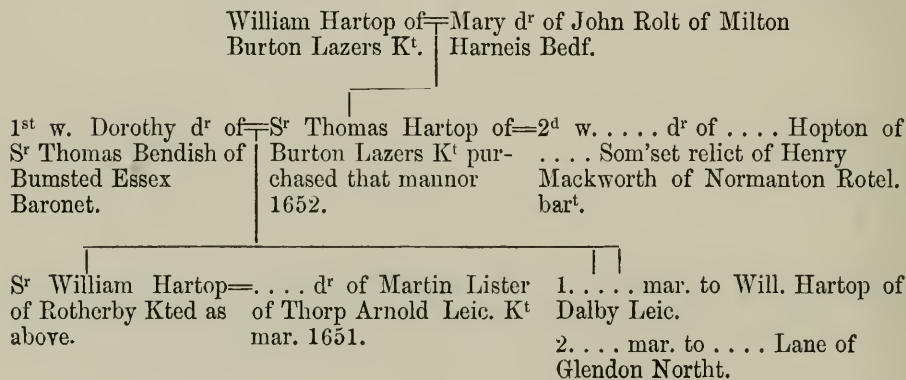 William Hartop of=Mary dʳ of John Rolt of Milton
Burton Lazers Kᵗ. Harneis Bedf.
1ˢᵗ w. Dorothy dʳ of=Sʳ Thomas Hartop of=2ᵈ w. . . . . dʳ of . . . . Hopton of
Sʳ Thomas Bendish of Burton Lazers Kᵗ pur- . . . . Som'set relict of Henry
Bumsted Essex chased that mannor Mackworth of Normanton Rotel.
Baronet. 1652. barᵗ.
Sʳ William Hartop=. . . . dʳ of Martin Lister 1. . . . . mar. to Will. Hartop of
of Rotherby Kted as of Thorp Arnold Leic. Kᵗ Dalby Leic.
above. mar. 1651.
2. . . . mar. to . . . . Lane of
Glendon Northt.